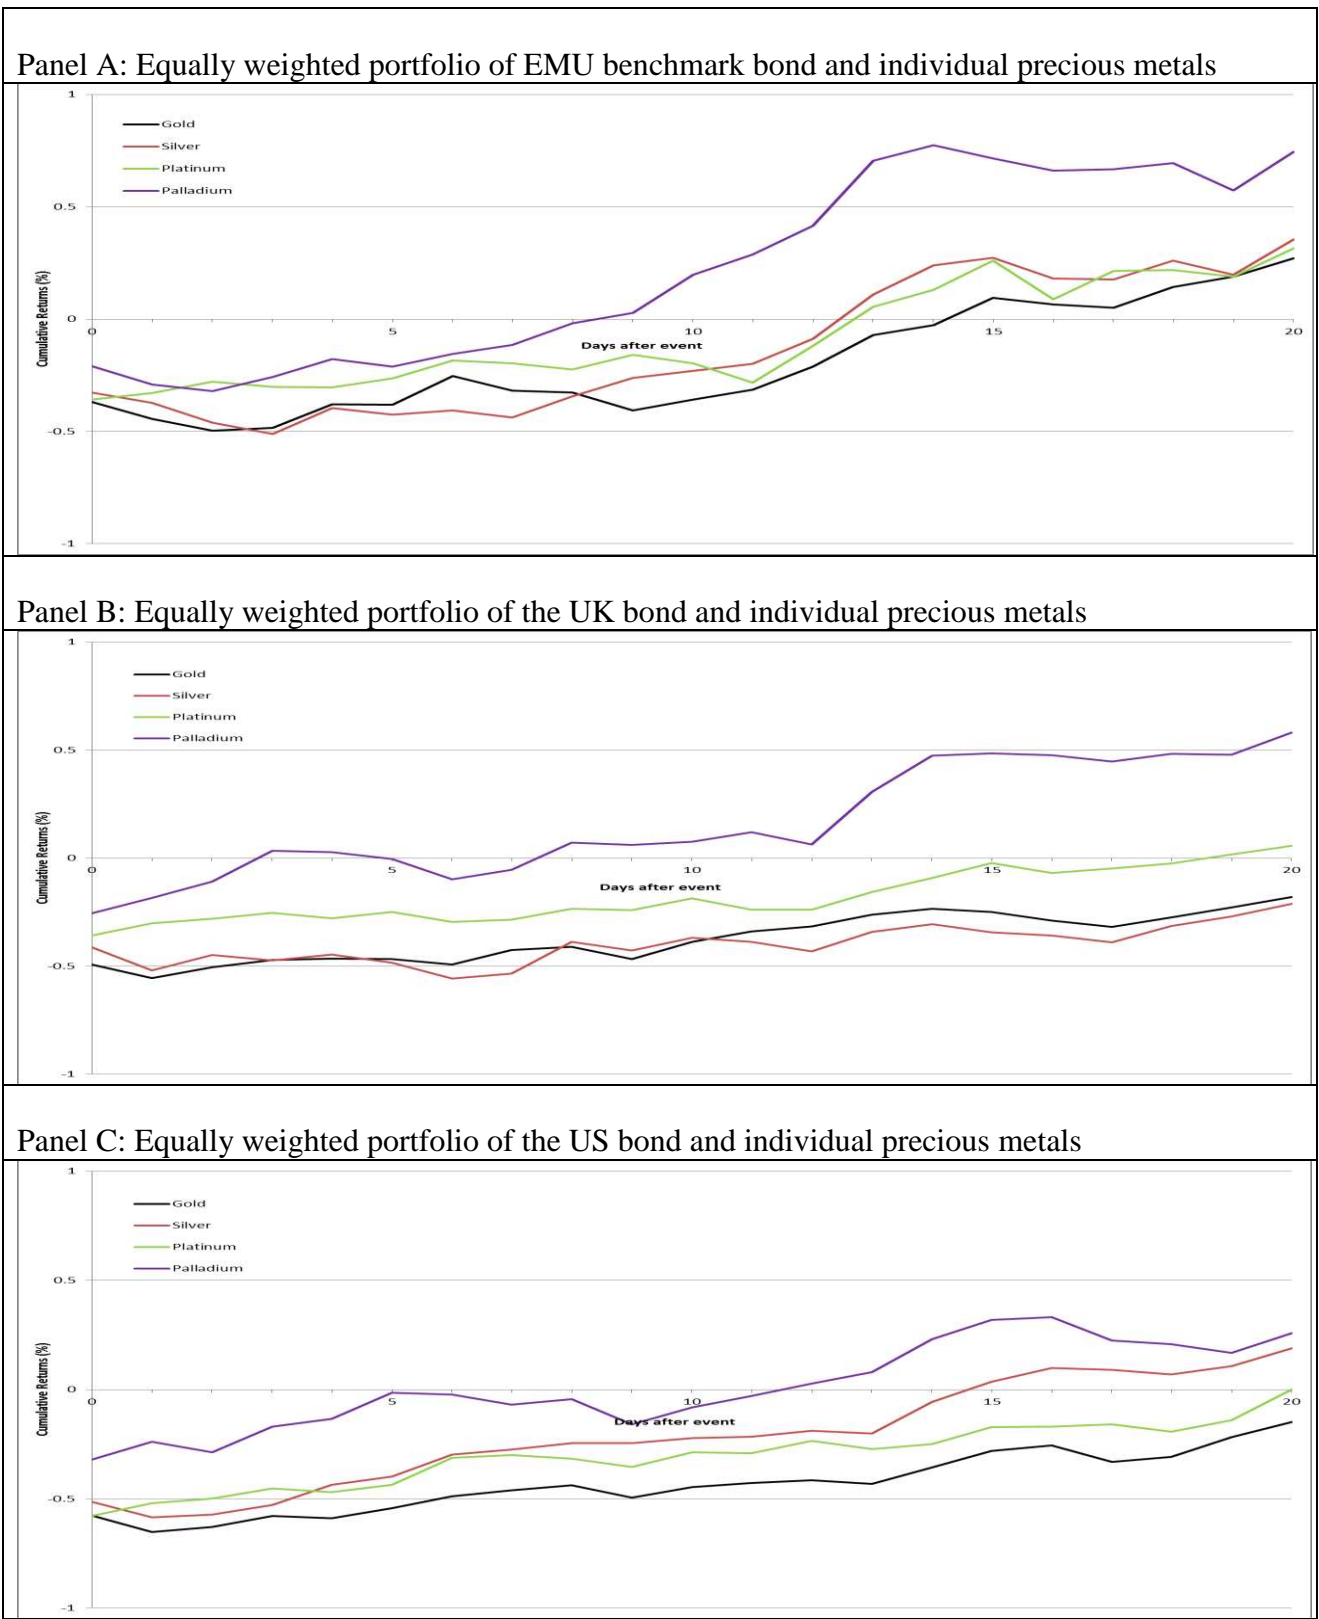 Panel A: Equally weighted portfolio of EMU benchmark bond and individual precious metals
1
Gold
Silver
Platinum
Palladium
0.5
Cumulative Returns (%)
0
0 5 10 15 20
Days after event
-0.5
-1
Panel B: Equally weighted portfolio of the UK bond and individual precious metals
1
Gold
Silver
Platinum
Palladium
0.5
Cumulative Returns (%)
0
0 5 10 15 20
Days after event
-0.5
-1
Panel C: Equally weighted portfolio of the US bond and individual precious metals
1
Gold
Silver
Platinum
Palladium
0.5
Cumulative Returns (%)
0
0 5 10 15 20
Days after event
-0.5
-1